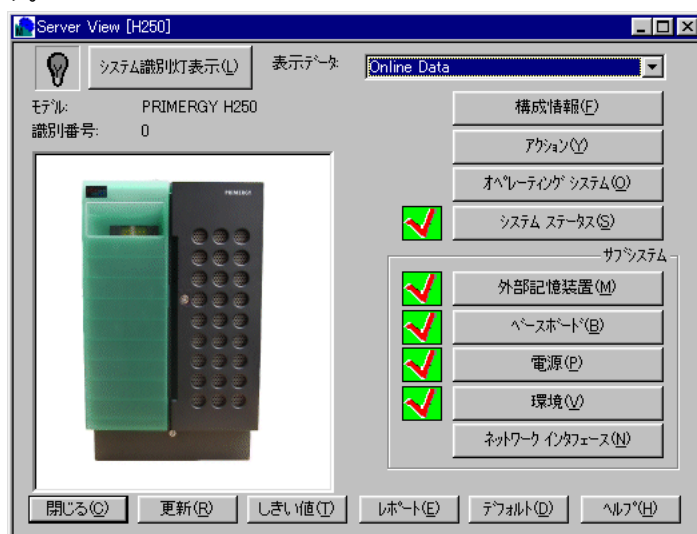 Server View [H250]
システム識別灯表示(L)
表示ﾃﾞｰﾀ:
Online Data
ﾓﾃﾞﾙ:
PRIMERGY H250
識別番号:
0
PRIMERGY
構成情報(F)
ｱｸｼｮﾝ(Y)
ｵﾍﾟﾚｰﾃｨﾝｸﾞ ｼｽﾃﾑ(O)
ｼｽﾃﾑ ｽﾃｰﾀｽ(S)
ｻﾌﾞｼｽﾃﾑ
外部記憶装置(M)
ﾍﾞｰｽﾎﾞｰﾄﾞ(B)
電源(P)
環境(V)
ﾈｯﾄﾜｰｸ ｲﾝﾀﾌｪｰｽ(N)
閉じる(C)
更新(R)
しきい値(T)
ﾚﾎﾟｰﾄ(E)
ﾃﾞﾌｫﾙﾄ(D)
ﾍﾙﾌﾟ(H)